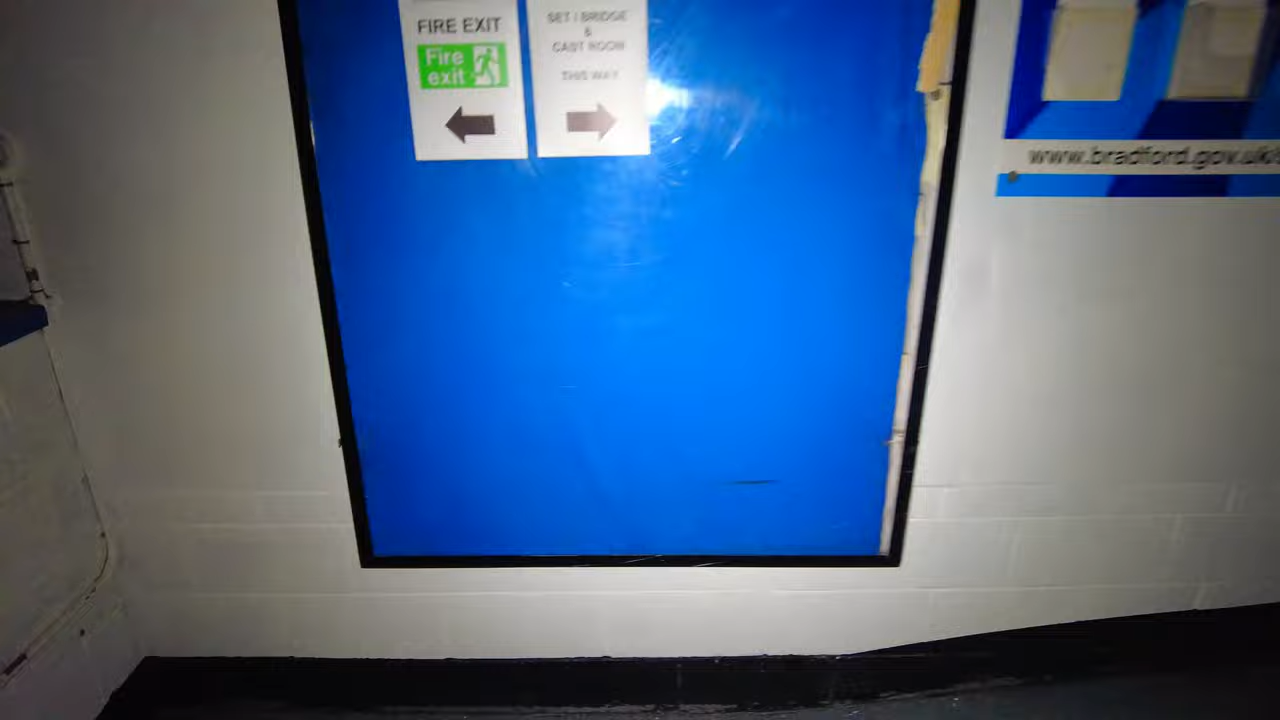 FIRE EXIT
Fire
exit
SET / BRIDGE
&
CAST ROOM
THIS WAY
www.bradford.gov.uk